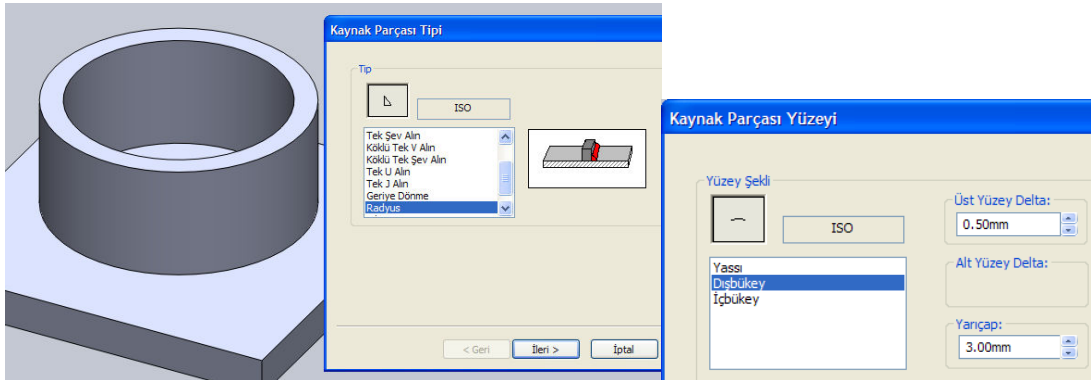 Kaynak Parçası Tipi
Tip
ISO
Tek Şev Alın
Köklü Tek V Alın
Köklü Tek Şev Alın
Tek U Alın
Tek J Alın
Geriye Dönme
Radyus
< Geri
İleri >
İptal
Kaynak Parçası Yüzeyi
Yüzey Şekli
ISO
Yassı
Dışbükey
İçbükey
Üst Yüzey Delta:
0.50mm
Alt Yüzey Delta:
Yarıçap:
3.00mm